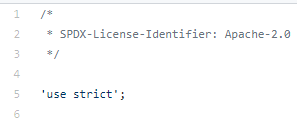 1 /*
2 * SPDX-License-Identifier: Apache-2.0
3 */
4
5 'use strict';
6